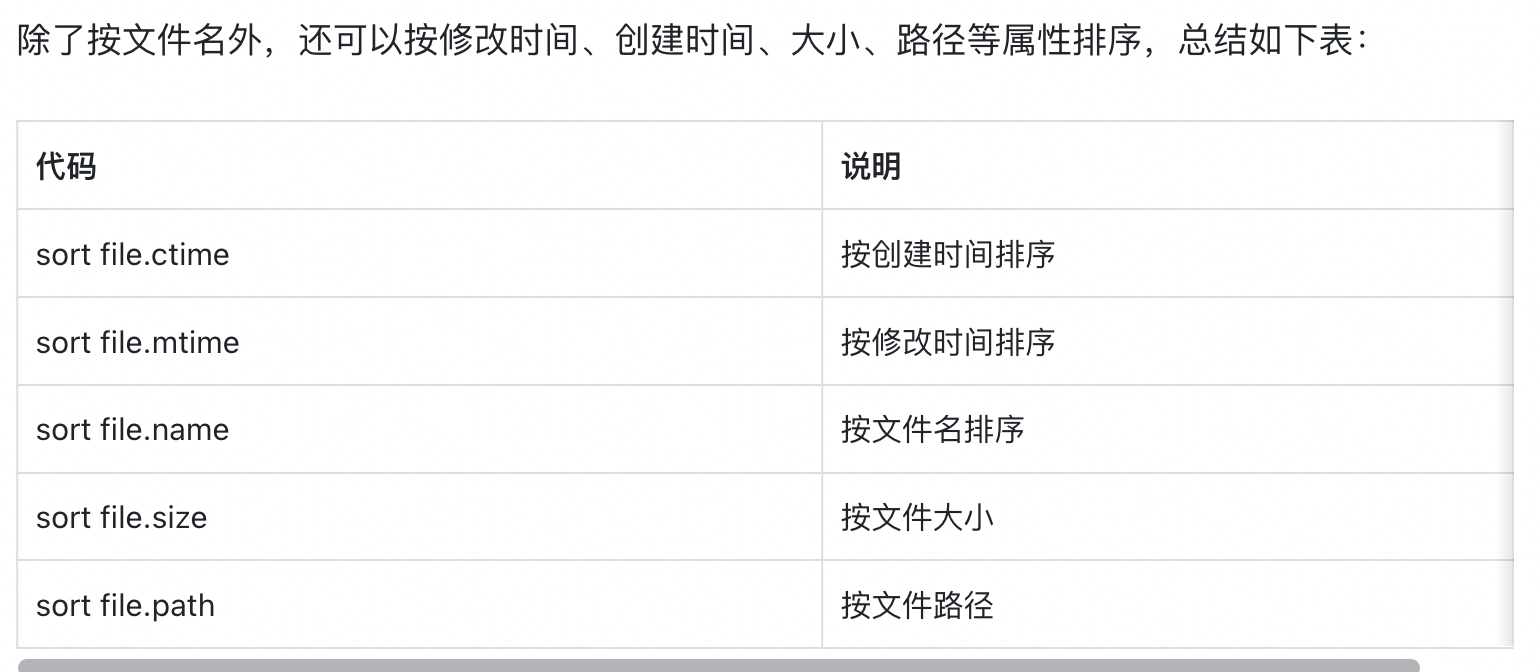 除了按文件名外，还可以按修改时间、创建时间、大小、路径等属性排序，总结如下表：
代码 说明
sort file.ctime 按创建时间排序
sort file.mtime 按修改时间排序
sort file.name 按文件名排序
sort file.size 按文件大小
sort file.path 按文件路径